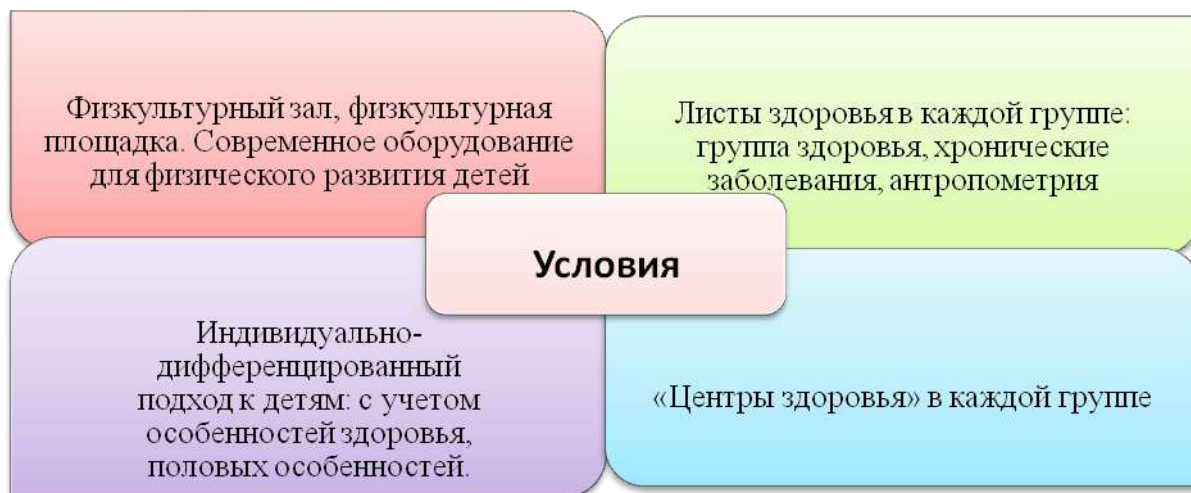 Физкультурный зал, физкультурная
площадка. Современное оборудование
для физического развития детей
Листы здоровья в каждой группе:
группа здоровья, хронические
заболевания, антропометрия
Условия
Индивидуально-
дифференцированный
подход к детям: с учетом
особенностей здоровья,
половых особенностей.
«Центры здоровья» в каждой группе